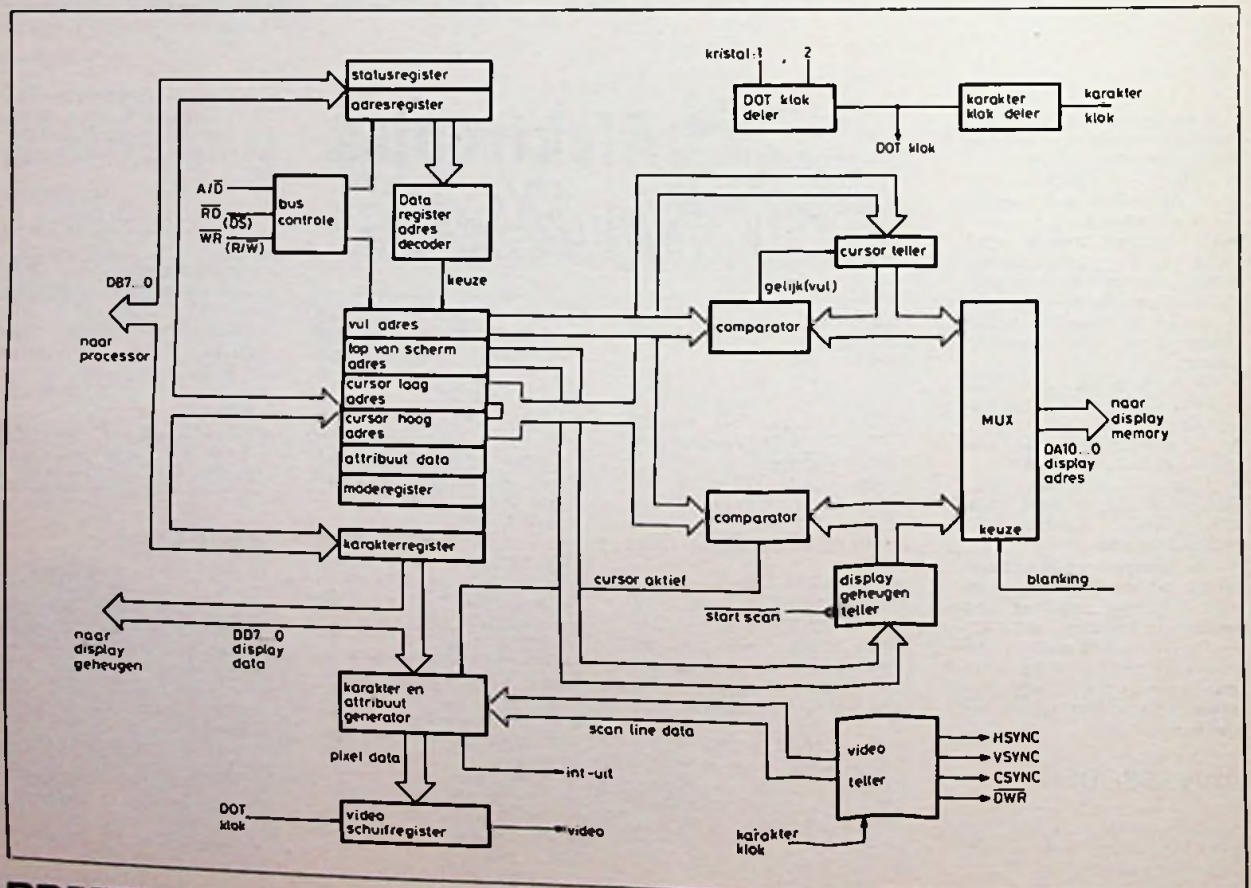 kristal 1 2
statusregister
adresregister
DOT klok
deler
karakter
klok deler
karakter
klok
DOT klok
A/D̅
R̅D̅
(D̅S̅)
W̅R̅
(R/W̅)
bus
controle
Data
register
adres
decoder
cursor teller
DB7...0
keuze
gelijk(vul)
naar
processor
vul adres
top van scherm
adres
cursor laag
adres
cursor hoog
adres
attribuut data
moderegister
karakterregister
comparator
MUX
naar
display
memory
DA10...0
display
adres
comparator
keuze
cursor aktief
display
geheugen
teller
blanking
start scan
naar
display
geheugen
DD7...0
display
data
karakter en
attribuut
generator
scan line data
pixel data
int-uit
video
teller
HSYNC
VSYNC
CSYNC
D̅W̅R̅
DOT
klok
video
schuifregister
video
karakter
klok